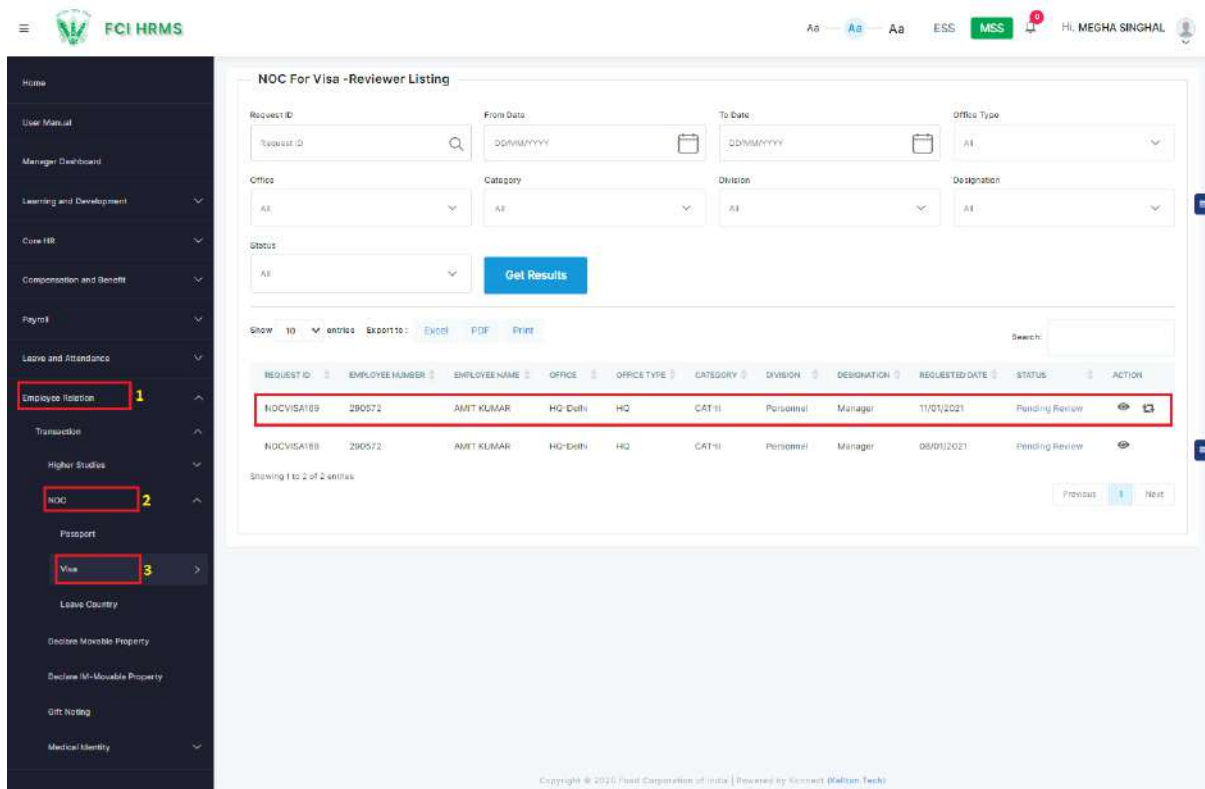 FCI HRMS
Aa Aa Aa ESS MSS 0 Hi, MEGHA SINGHAL
Home
User Manual
Manager Dashboard
Learning and Development
Core HR
Compensation and Benefit
Payroll
Leave and Attendance
Employee Relation 1
Transaction
Higher Studies
NOC 2
Passport
Visa 3
Leave Country
Declare Movable Property
Declare IM-Movable Property
Gift Noting
Medical Identity
NOC For Visa -Reviewer Listing
Request ID From Date To Date Office Type
Request ID DD/MM/YYYY DD/MM/YYYY All
Office Category Division Designation
All All All All
Status
All Get Results
Show 10 entries Export to : Excel PDF Print Search:
REQUEST ID EMPLOYEE NUMBER EMPLOYEE NAME OFFICE OFFICE TYPE CATEGORY DIVISION DESIGNATION REQUESTED DATE STATUS ACTION
NOCVISA169 290572 AMIT KUMAR HQ-Delhi HQ CAT-II Personnel Manager 11/01/2021 Pending Review
290572 AMIT KUMAR HQ-Delhi HQ CAT-II Personnel Manager 08/01/2021 Pending Review
Showing 1 to 2 of 2 entries
Previous 1 Next
Copyright @ 2020 Food Corporation of India | Powered by Konnect (Kellton Tech)